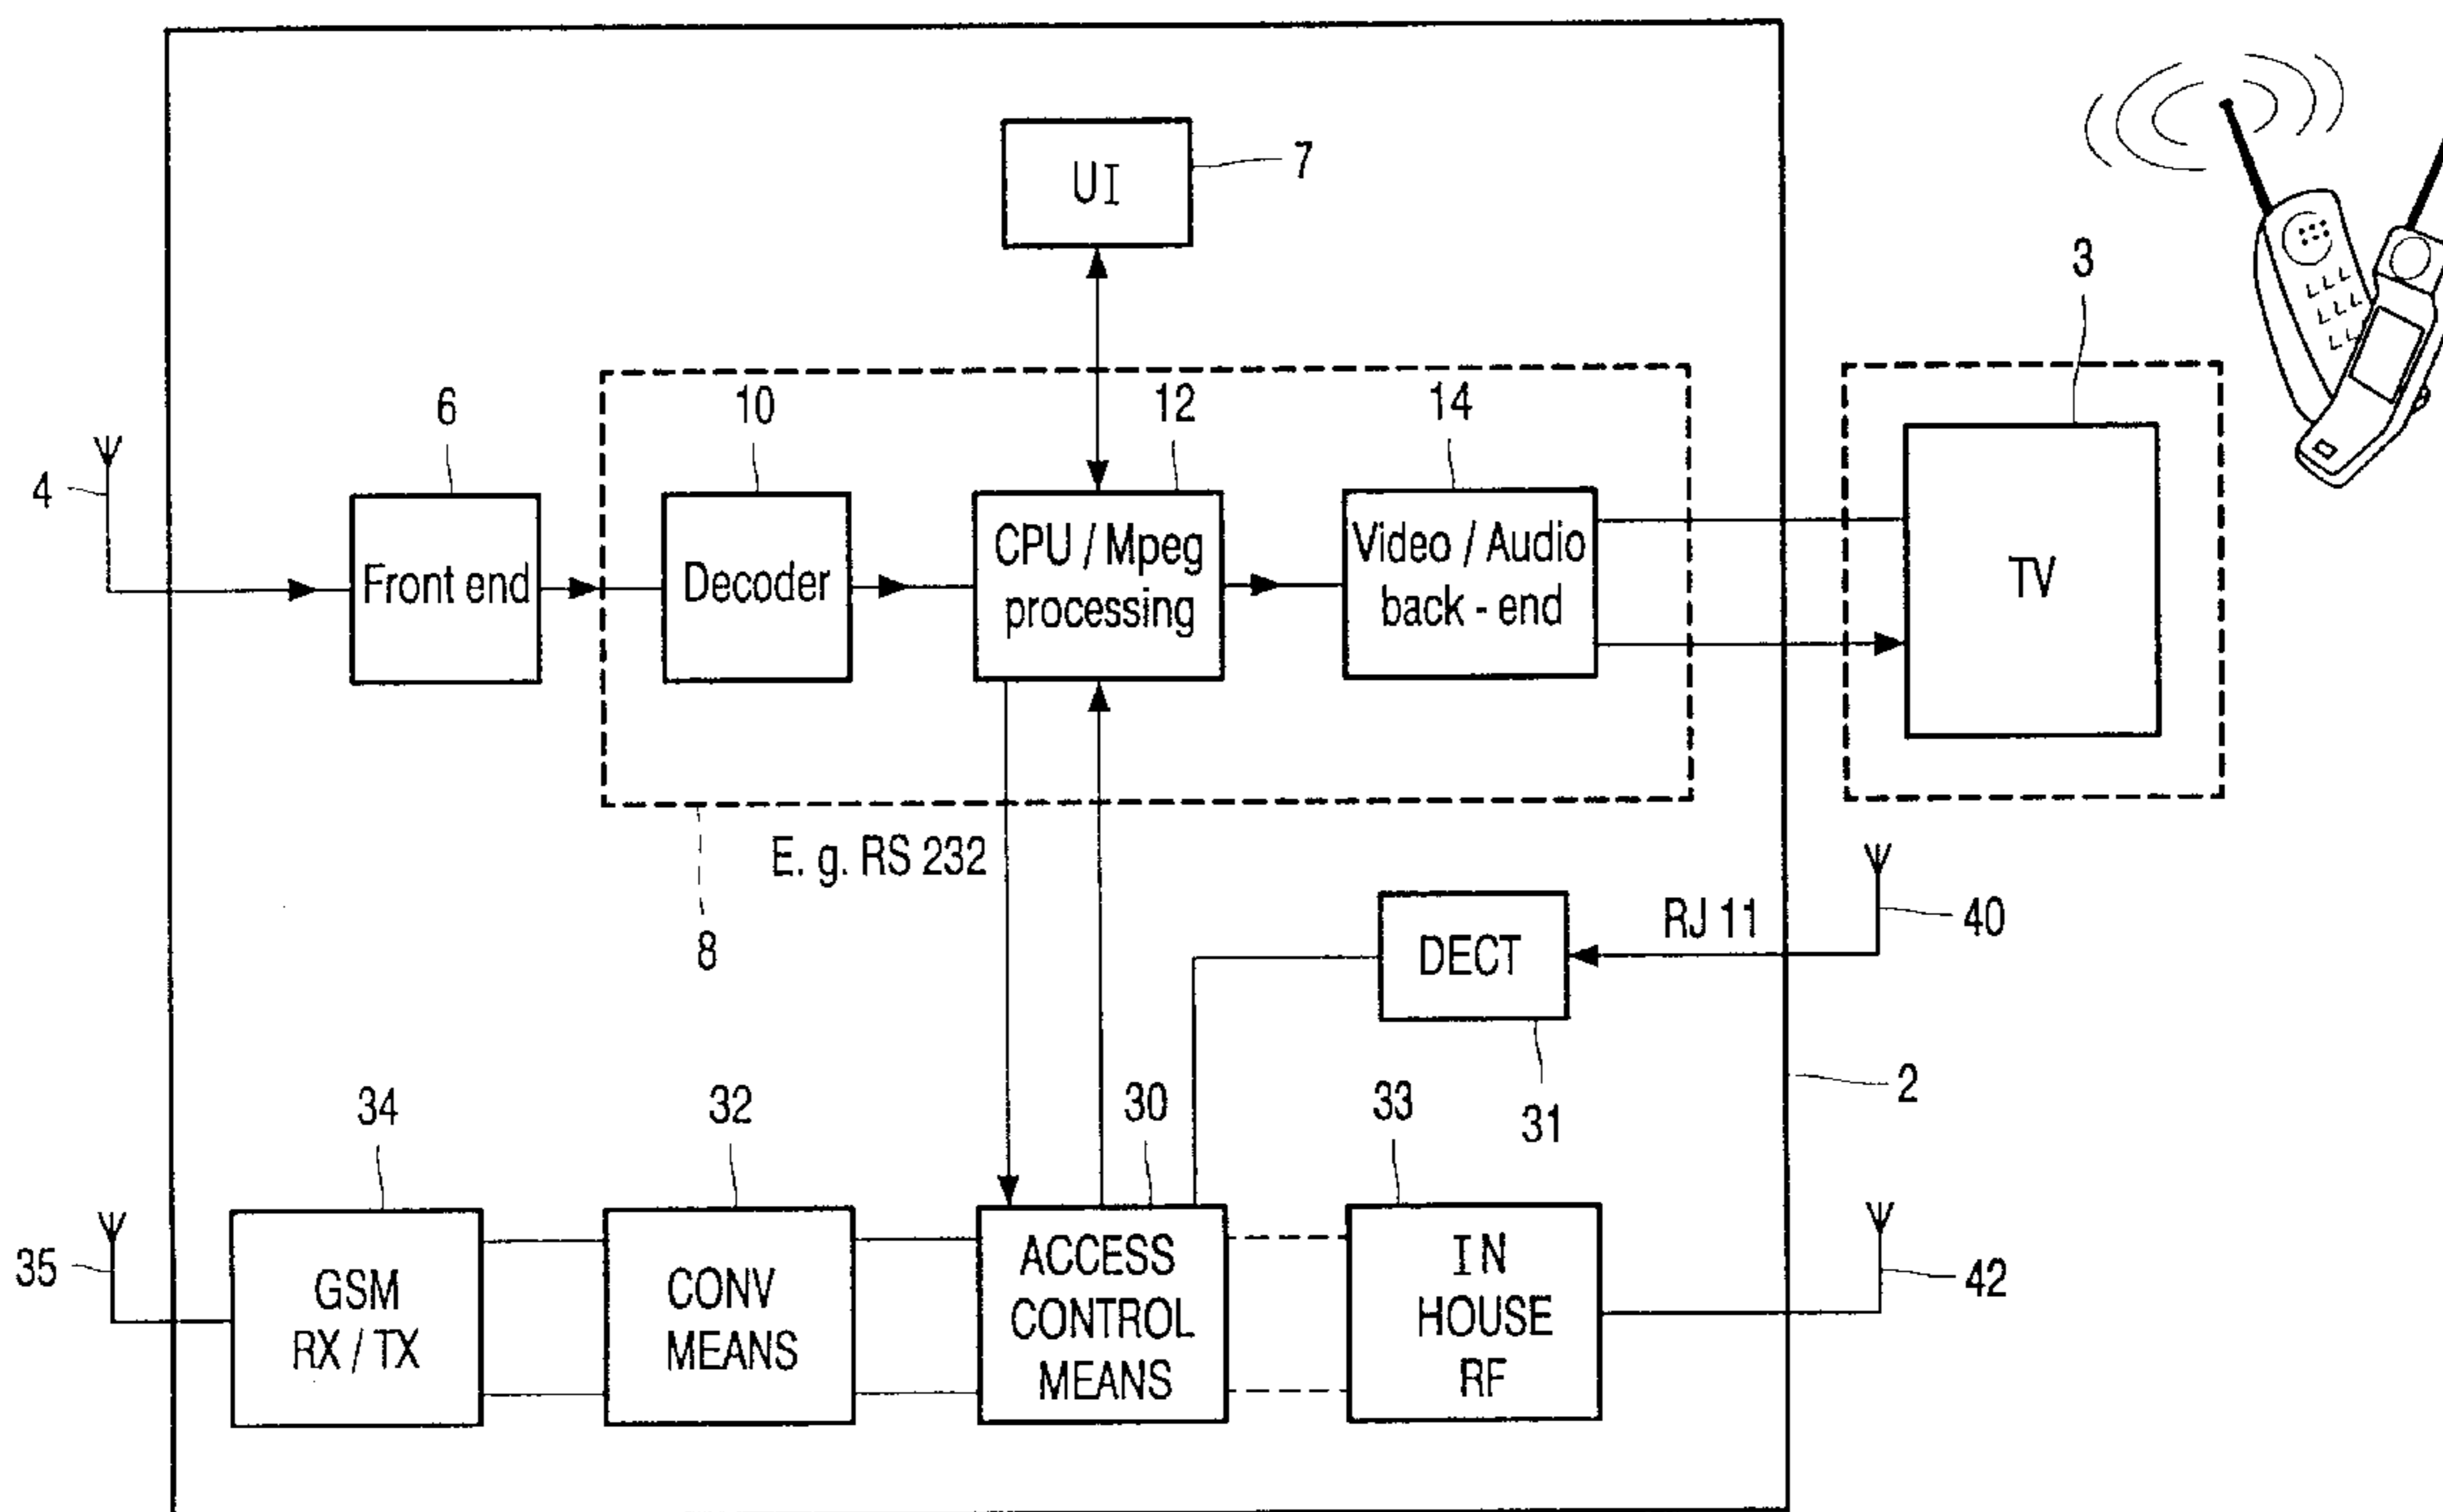 UI
7
3
6
10
12
14
4
Front end
Decoder
CPU / Mpeg
processing
Video / Audio
back - end
TV
E. g. RS 232
8
RJ 11
40
DECT
31
2
34
32
30
33
35
GSM
RX / TX
CONV
MEANS
ACCESS
CONTROL
MEANS
IN
HOUSE
RF
42